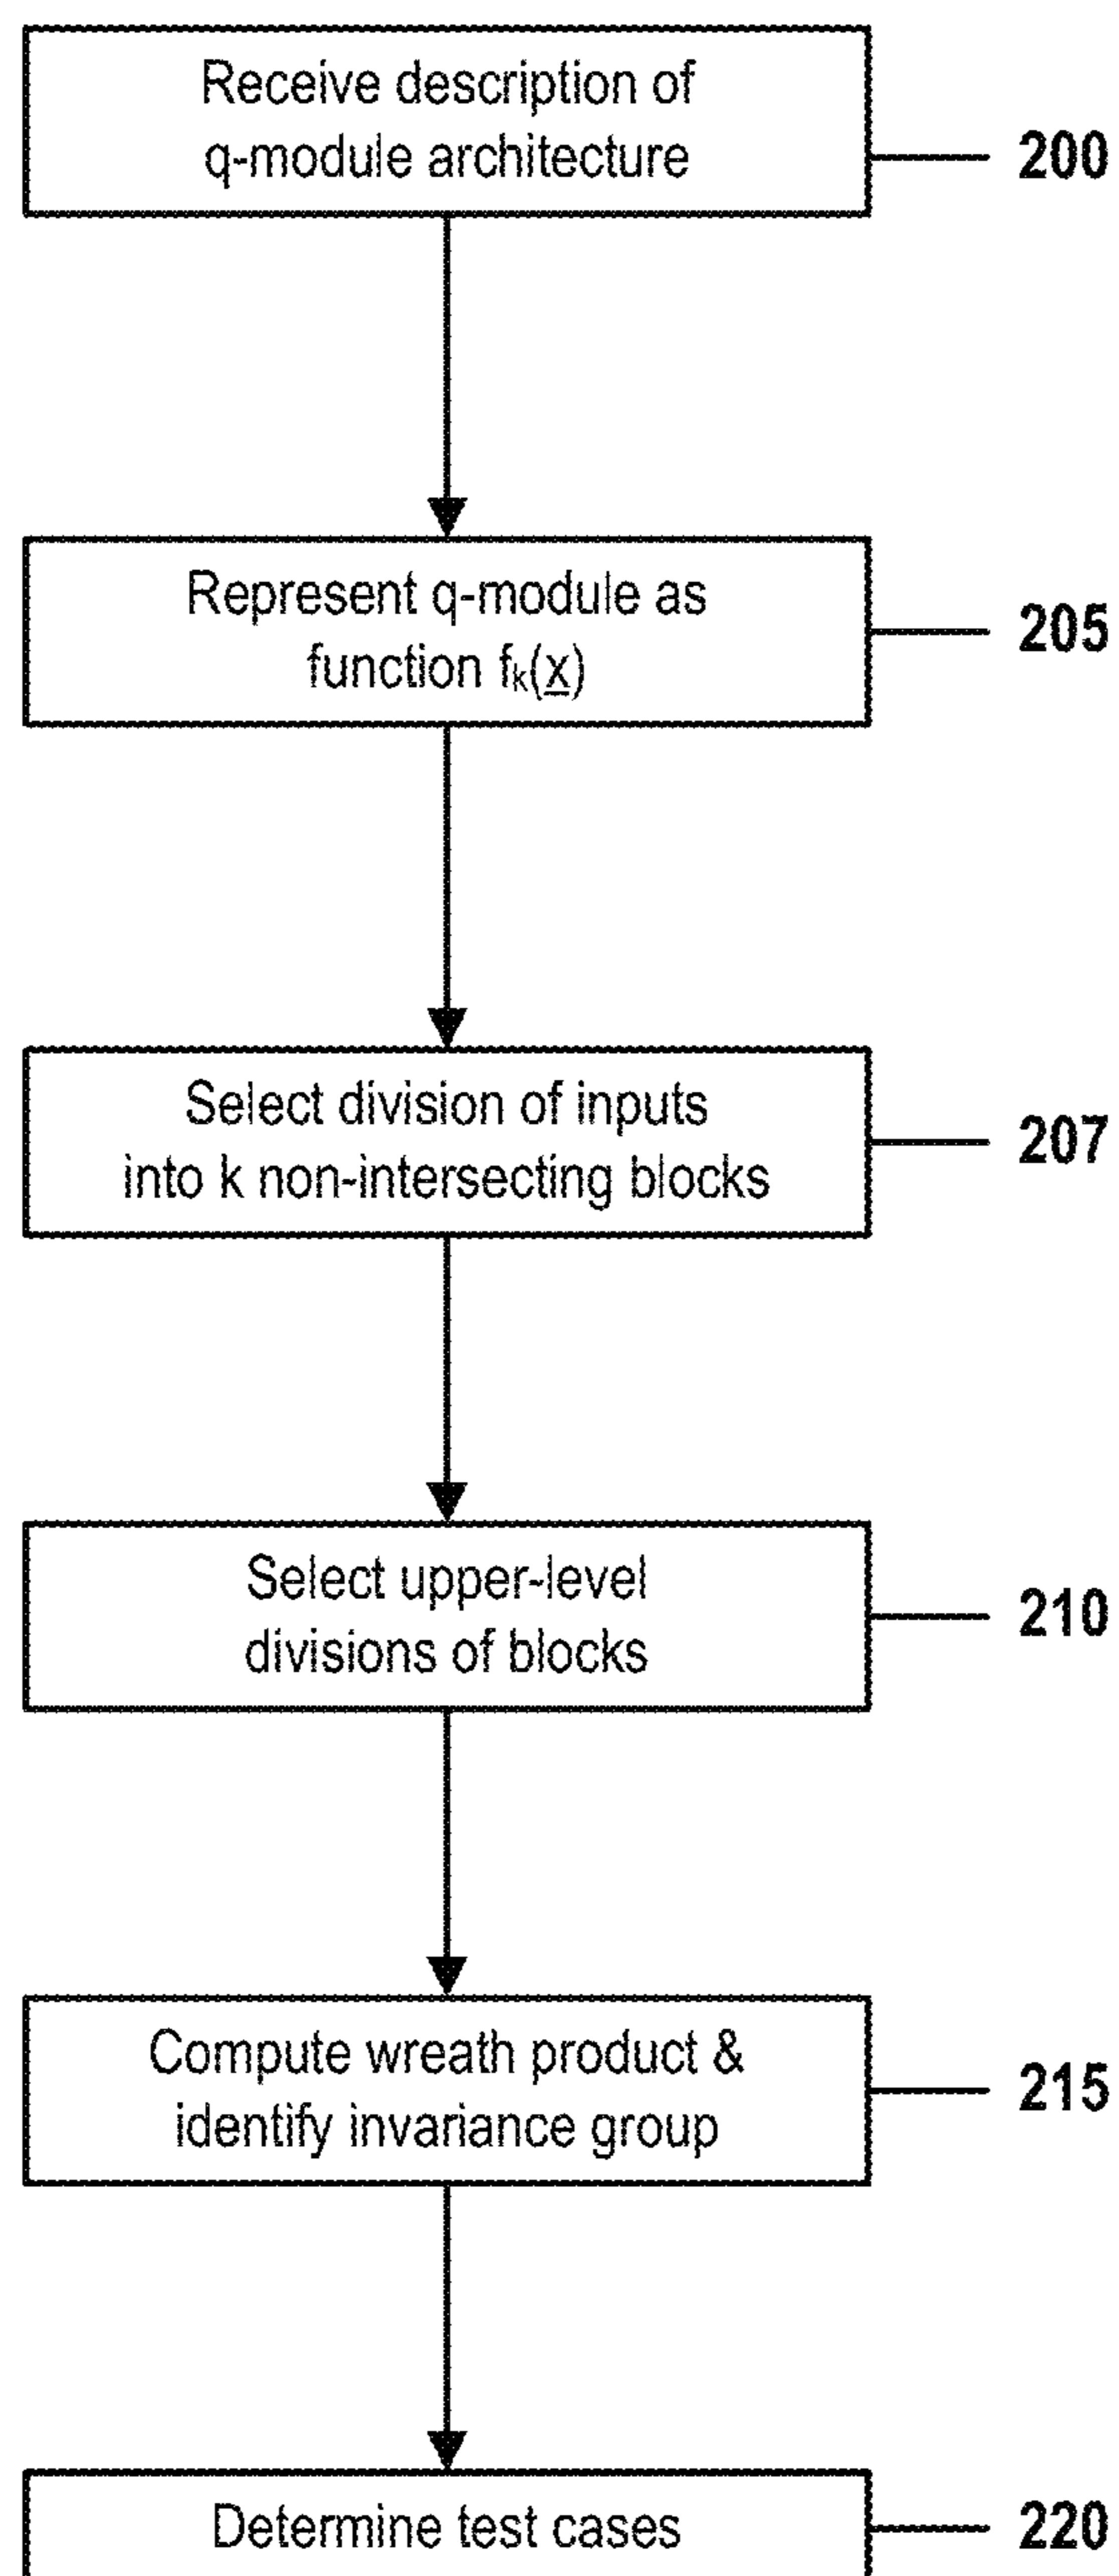 Receive description of
q-module architecture
200
Represent q-module as
function fₖ(x)
205
Select division of inputs
into k non-intersecting blocks
207
Select upper-level
divisions of blocks
210
Compute wreath product &
identify invariance group
215
Determine test cases
220